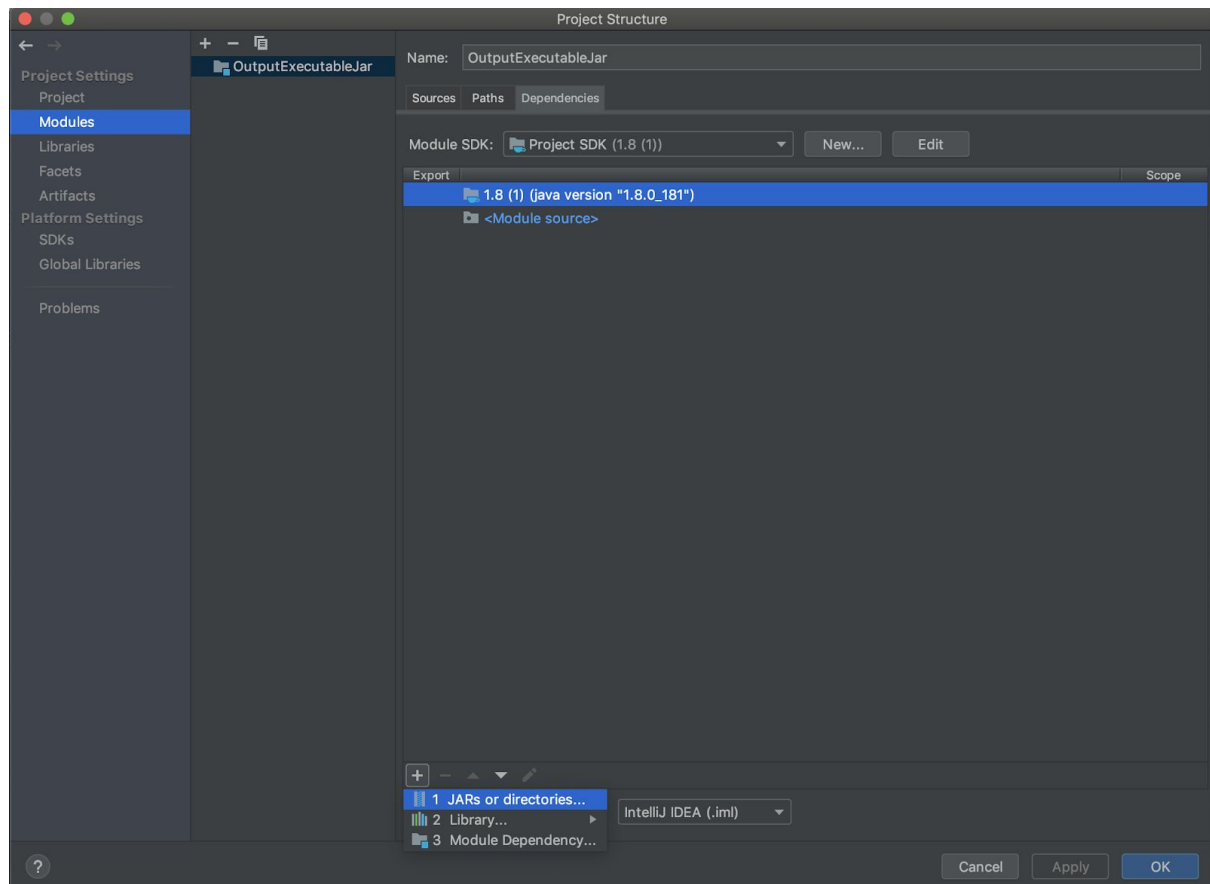 Project Structure
Project Settings
Project
Modules
Libraries
Facets
Artifacts
Platform Settings
SDKs
Global Libraries
Problems
OutputExecutableJar
Name: OutputExecutableJar
Sources Paths Dependencies
Module SDK: Project SDK (1.8 (1)) New... Edit
Export Scope
1.8 (1) (java version "1.8.0_181")
<Module source>
1 JARs or directories...
2 Library...
3 Module Dependency...
IntelliJ IDEA (.iml)
? Cancel Apply OK